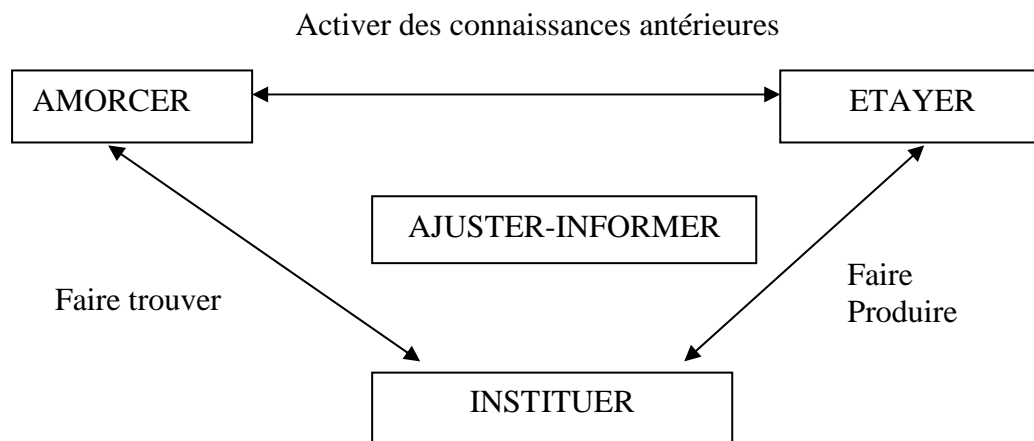 Activer des connaissances antérieures
AMORCER
ETAYER
AJUSTER-INFORMER
Faire trouver
Faire
Produire
INSTITUER